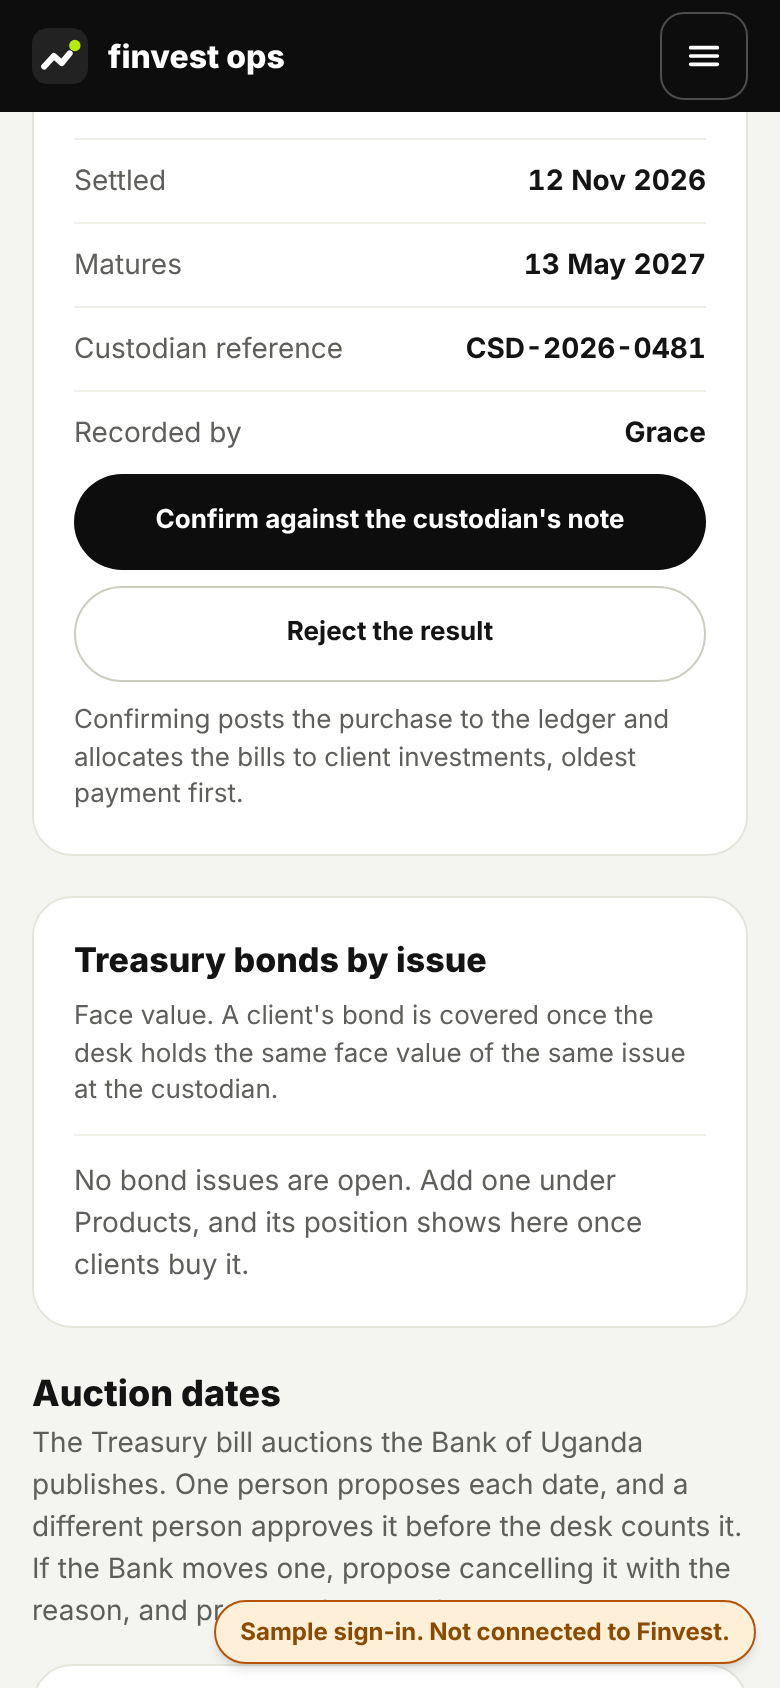 finvest ops
Settled 12 Nov 2026
Matures 13 May 2027
Custodian reference CSD-2026-0481
Recorded by Grace
Confirm against the custodian's note
Reject the result
Confirming posts the purchase to the ledger and
allocates the bills to client investments, oldest
payment first.
Treasury bonds by issue
Face value. A client's bond is covered once the
desk holds the same face value of the same issue
at the custodian.
No bond issues are open. Add one under
Products, and its position shows here once
clients buy it.
Auction dates
The Treasury bill auctions the Bank of Uganda
publishes. One person proposes each date, and a
different person approves it before the desk counts it.
If the Bank moves one, propose cancelling it with the
reason, and
Sample sign-in. Not connected to Finvest.